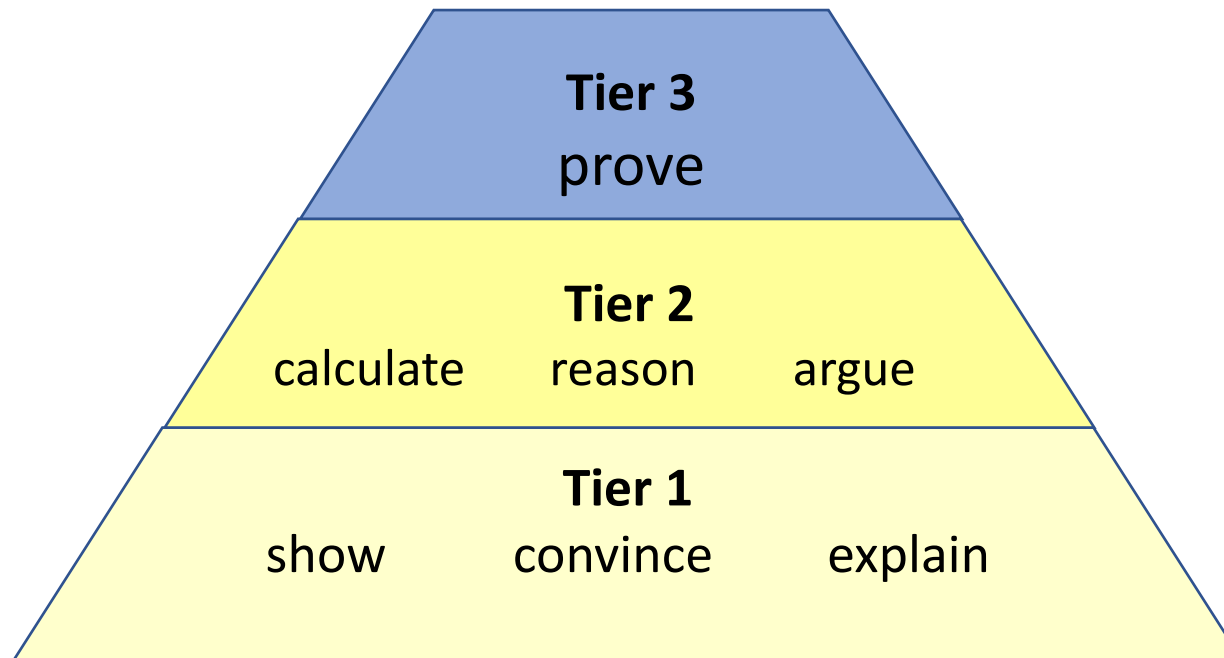 Tier 3
prove
Tier 2
calculate reason argue
Tier 1
show convince explain